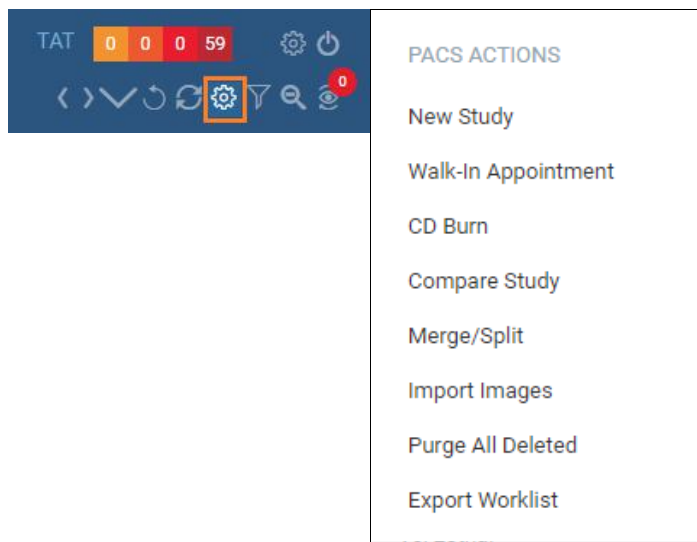 TAT 0 0 0 59
0
PACS ACTIONS
New Study
Walk-In Appointment
CD Burn
Compare Study
Merge/Split
Import Images
Purge All Deleted
Export Worklist